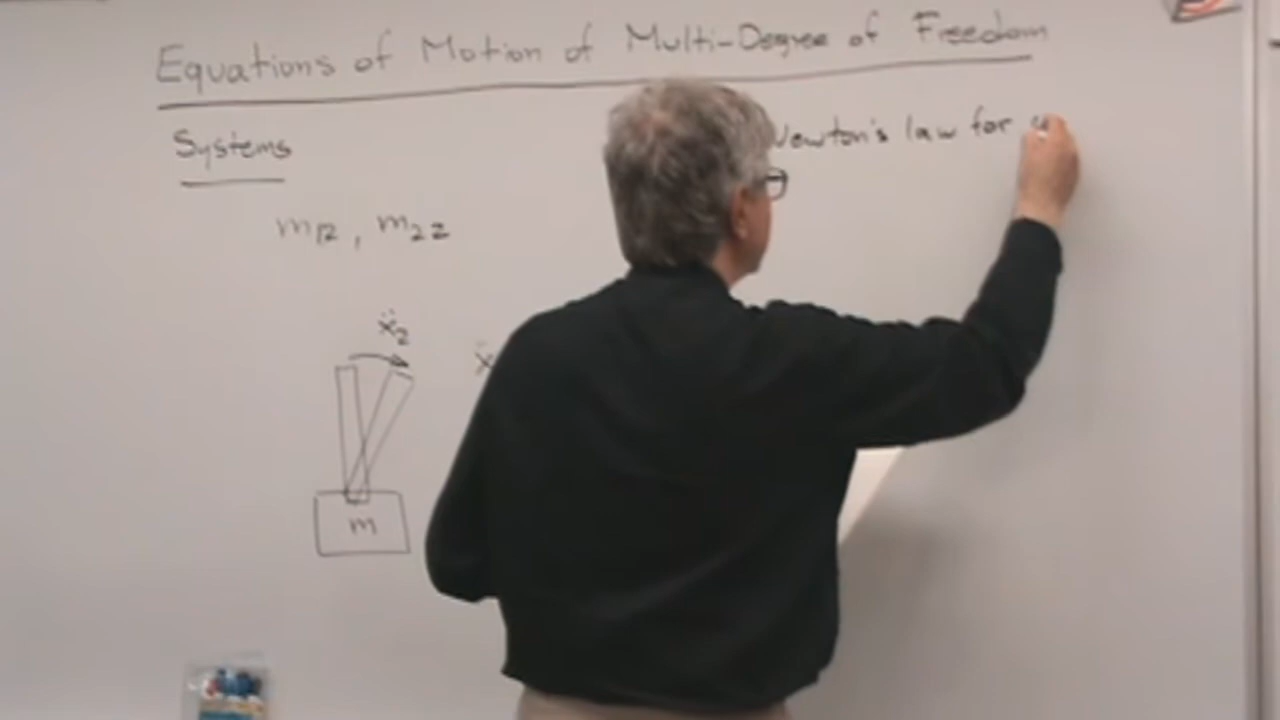 Equations of Motion of Multi-Degree of Freedom
Systems
Newton's law for
m₁₂, m₂₂
ẍ₂
ẍ
m